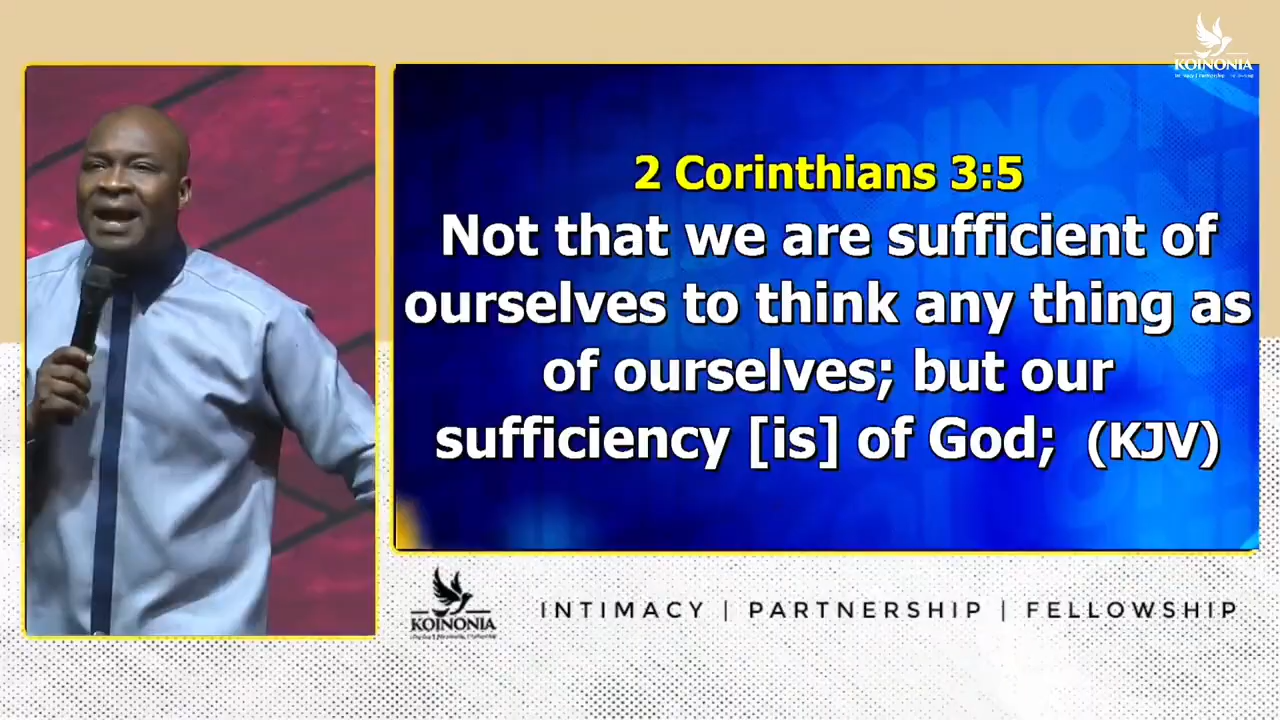 KOINONIA
2 Corinthians 3:5
Not that we are sufficient of
ourselves to think any thing as
of ourselves; but our
sufficiency [is] of God; (KJV)
KOINONIA
INTIMACY | PARTNERSHIP | FELLOWSHIP